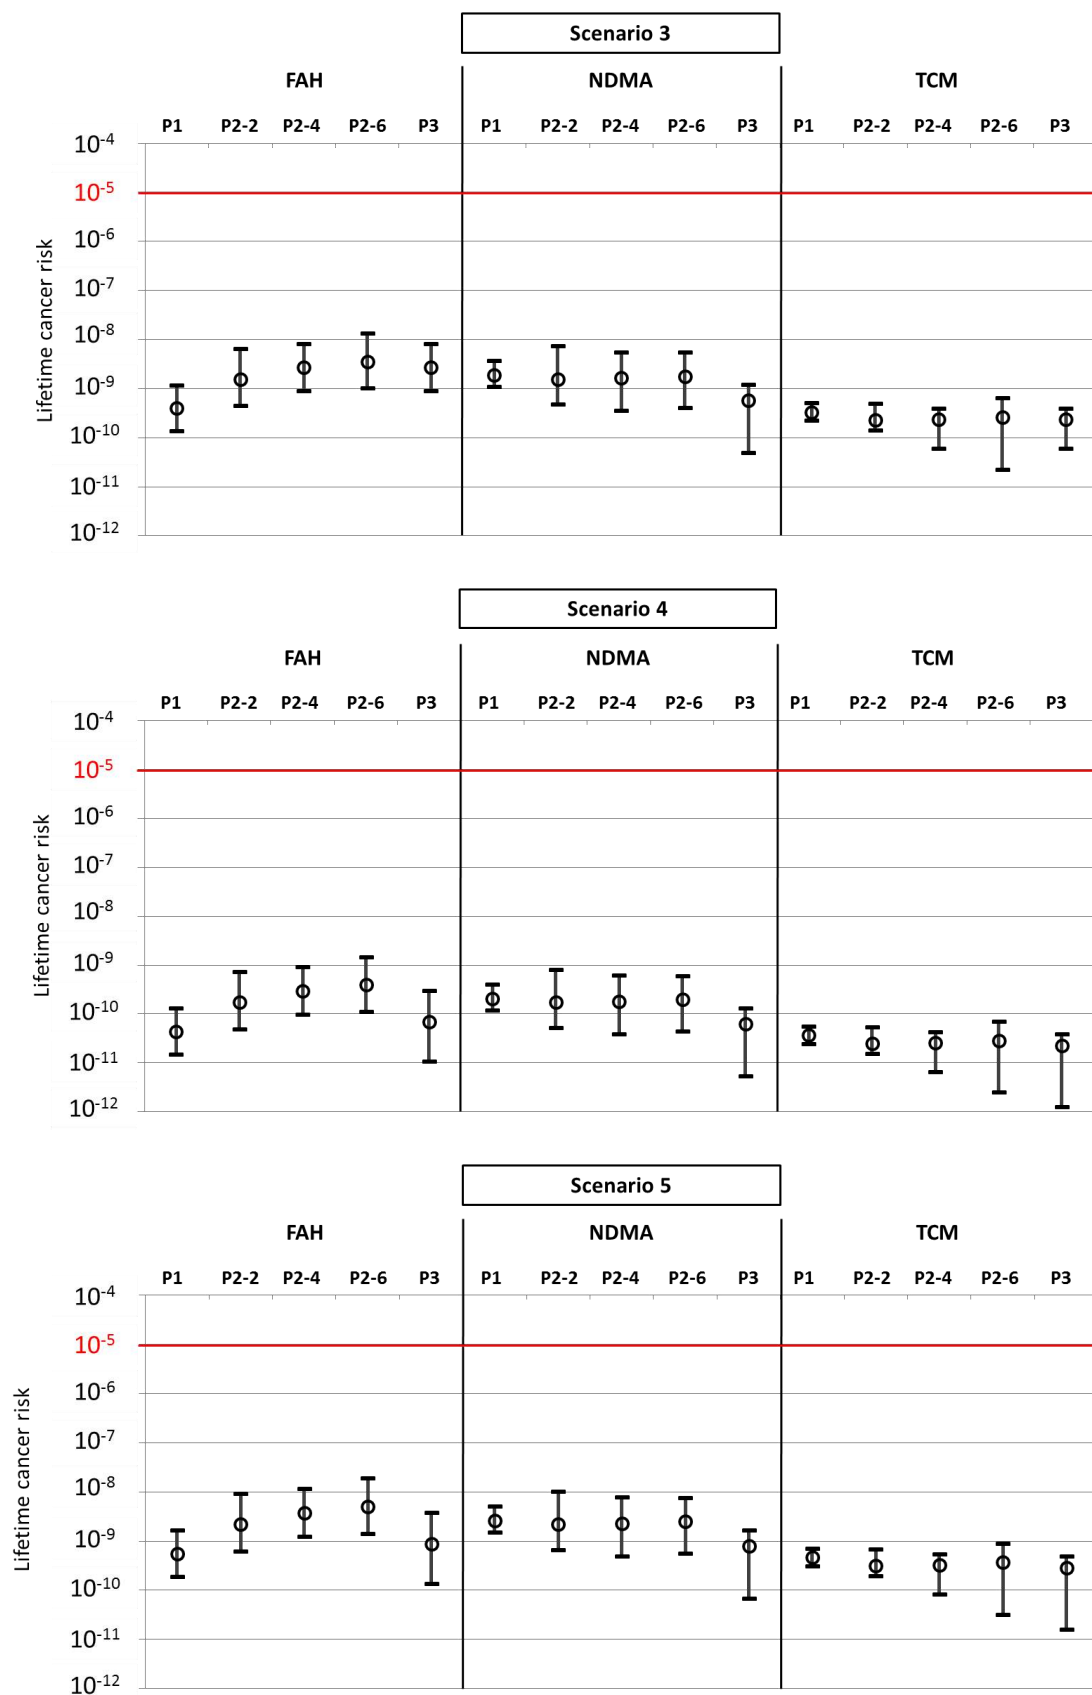 Scenario 3
FAH NDMA TCM
P1 P2-2 P2-4 P2-6 P3 P1 P2-2 P2-4 P2-6 P3 P1 P2-2 P2-4 P2-6 P3
Lifetime cancer risk
10⁻⁴
10⁻⁵
10⁻⁶
10⁻⁷
10⁻⁸
10⁻⁹
10⁻¹⁰
10⁻¹¹
10⁻¹²
Scenario 4
FAH NDMA TCM
P1 P2-2 P2-4 P2-6 P3 P1 P2-2 P2-4 P2-6 P3 P1 P2-2 P2-4 P2-6 P3
Lifetime cancer risk
10⁻⁴
10⁻⁵
10⁻⁶
10⁻⁷
10⁻⁸
10⁻⁹
10⁻¹⁰
10⁻¹¹
10⁻¹²
Scenario 5
FAH NDMA TCM
P1 P2-2 P2-4 P2-6 P3 P1 P2-2 P2-4 P2-6 P3 P1 P2-2 P2-4 P2-6 P3
Lifetime cancer risk
10⁻⁴
10⁻�5
10⁻⁶
10⁻⁷
10⁻⁸
10⁻⁹
10⁻¹⁰
10⁻¹¹
10⁻¹²